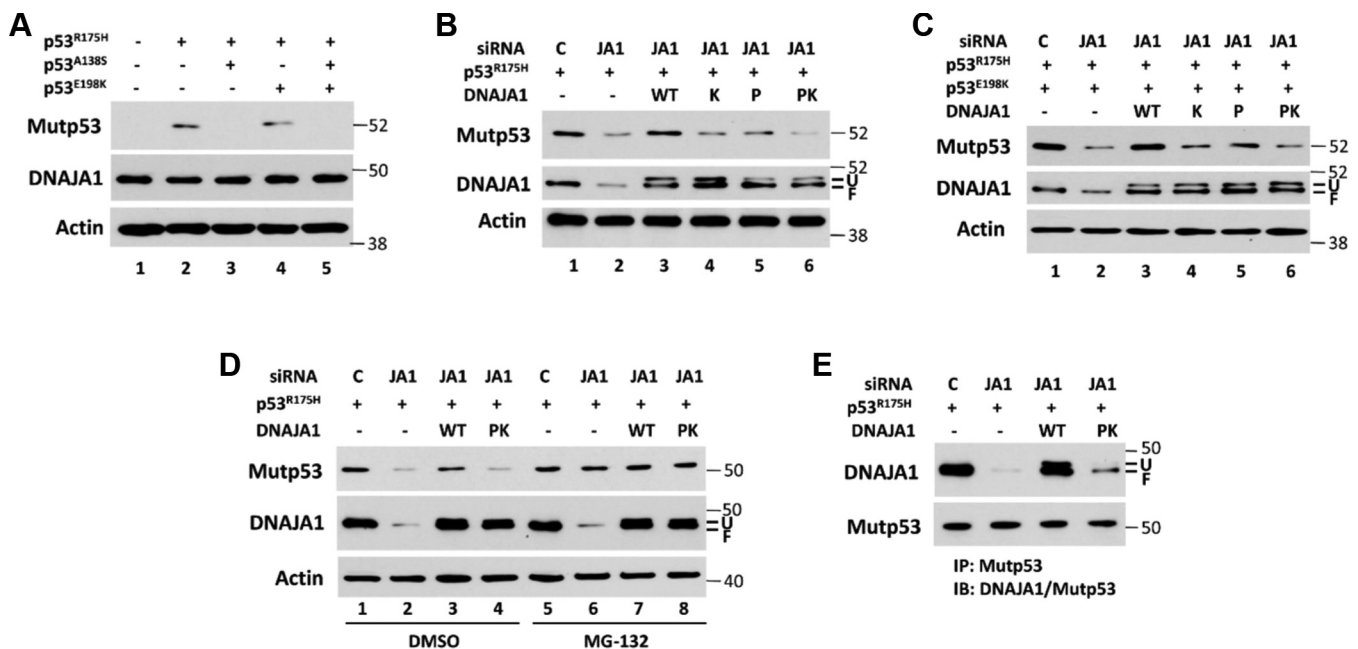 A
p53R175H - + + + +
p53A138S - - + - +
p53E198K - - - + +
Mutp53 52
DNAJA1 50
Actin
38
1 2 3 4 5
B
siRNA C JA1 JA1 JA1 JA1 JA1
p53R175H + + + + + +
DNAJA1 - - WT K P PK
Mutp53 52
52
DNAJA1 U
F
Actin
38
1 2 3 4 5 6
C
siRNA C JA1 JA1 JA1 JA1 JA1
p53R175H + + + + + +
p53E198K + + + + + +
DNAJA1 - - WT K P PK
Mutp53 52
52
DNAJA1 U
F
Actin
38
1 2 3 4 5 6
D
siRNA C JA1 JA1 JA1 C JA1 JA1 JA1
p53R175H + + + + + + + +
DNAJA1 - - WT PK - - WT PK
Mutp53 50
50
DNAJA1 U
F
Actin 40
1 2 3 4 5 6 7 8
DMSO MG-132
E
siRNA C JA1 JA1 JA1
p53R175H + + + +
DNAJA1 - - WT PK
50
DNAJA1 U
F
Mutp53 50
IP: Mutp53
IB: DNAJA1/Mutp53